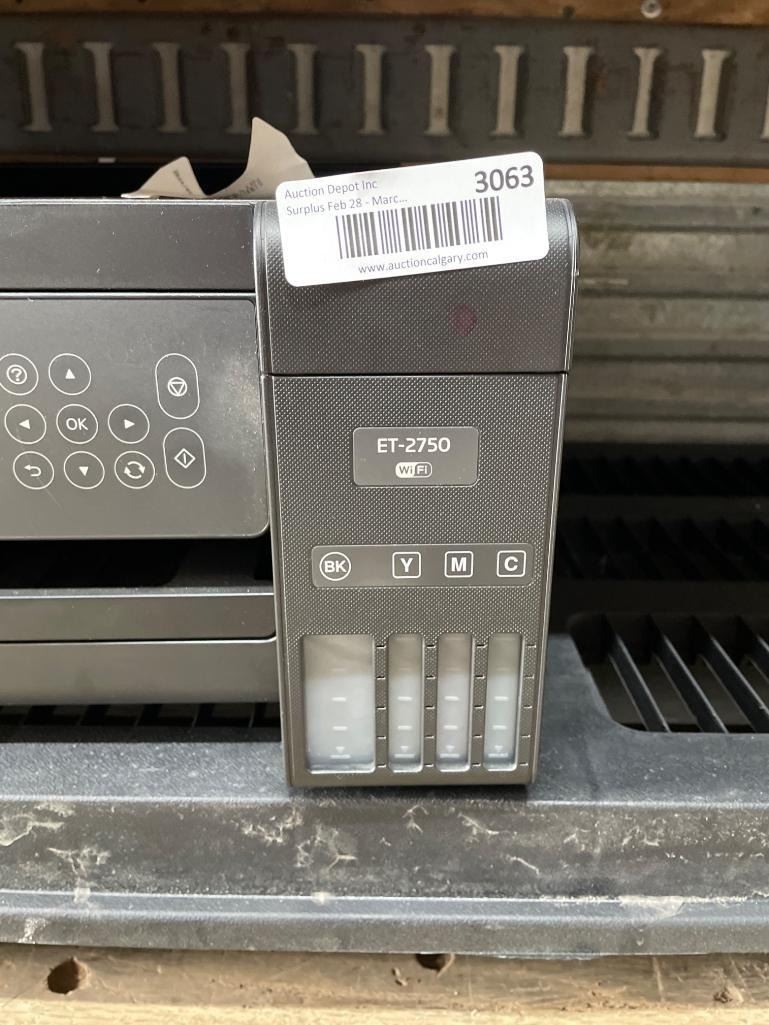 Auction Depot Inc
3063
Surplus Feb 28 - Marc...
www.auctioncalgary.com
?
OK
ET-2750
WiFi
BK Y M C